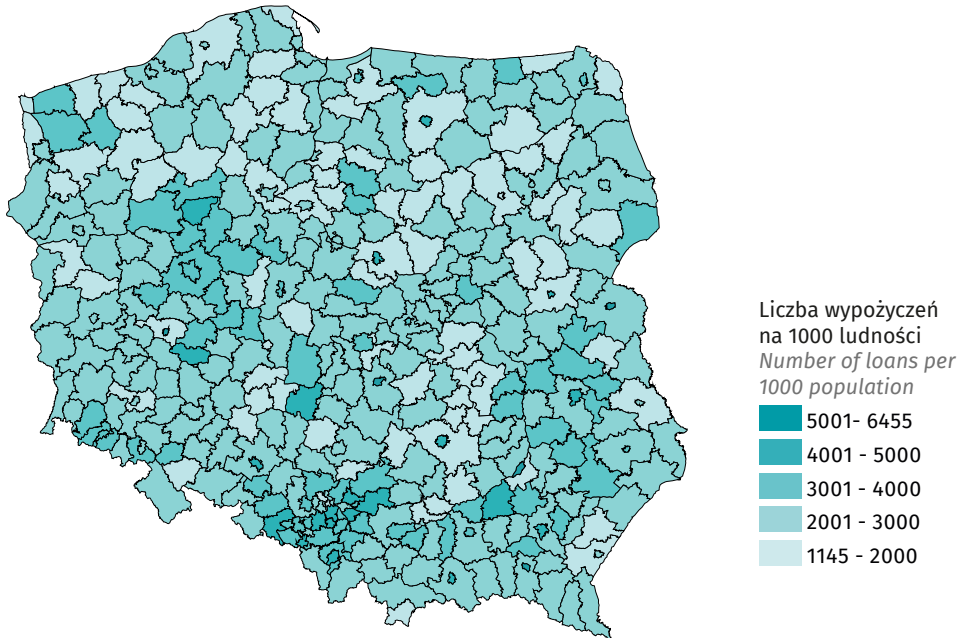 Liczba wypożyczeń
na 1000 ludności
Number of loans per
1000 population
5001- 6455
4001 - 5000
3001 - 4000
2001 - 3000
1145 - 2000